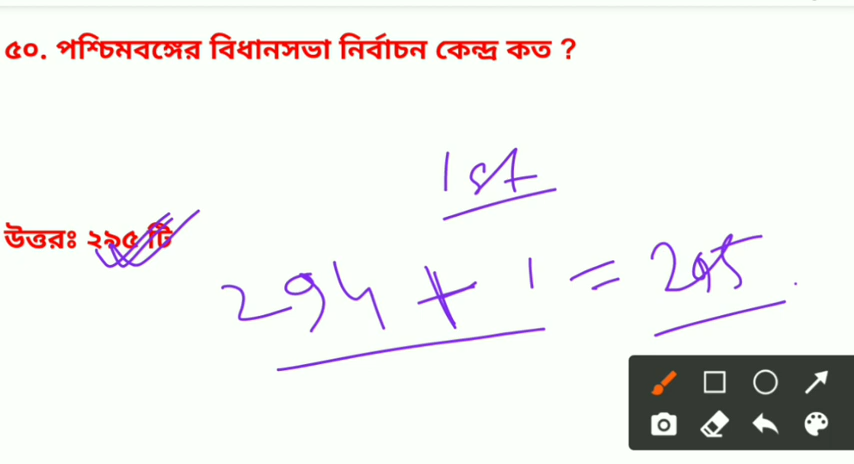 ৫০. পশ্চিমবঙ্গের বিধানসভা নির্বাচন কেন্দ্র কত ?
1st
উত্তরঃ ২৯৫ টি
294 + 1 = 295